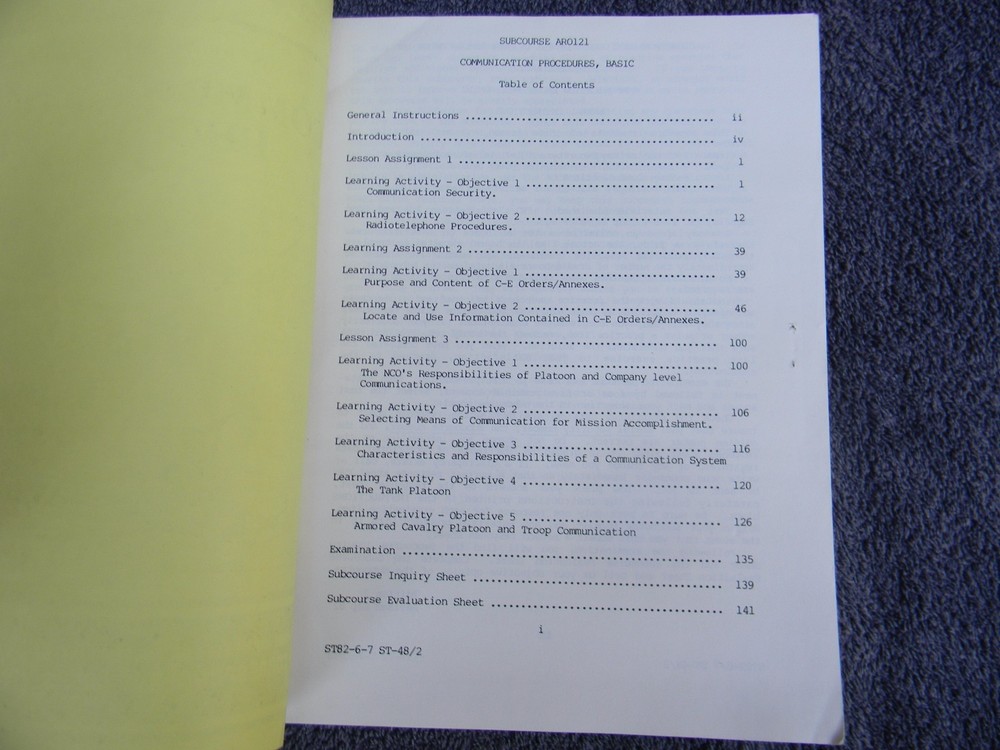 SUBCOURSE AR0121
COMMUNICATION PROCEDURES, BASIC
Table of Contents
General Instructions ............................................. ii
Introduction ..................................................... iv
Lesson Assignment 1 .............................................. 1
Learning Activity - Objective 1 .................................. 1
Communication Security.
Learning Activity - Objective 2 .................................. 12
Radiotelephone Procedures.
Learning Assignment 2 ............................................ 39
Learning Activity - Objective 1 .................................. 39
Purpose and Content of C-E Orders/Annexes.
Learning Activity - Objective 2 .................................. 46
Locate and Use Information Contained in C-E Orders/Annexes.
Lesson Assignment 3 .............................................. 100
Learning Activity - Objective 1 .................................. 100
The NCO's Responsibilities of Platoon and Company level
Communications.
Learning Activity - Objective 2 .................................. 106
Selecting Means of Communication for Mission Accomplishment.
Learning Activity - Objective 3 .................................. 116
Characteristics and Responsibilities of a Communication System
Learning Activity - Objective 4 .................................. 120
The Tank Platoon
Learning Activity - Objective 5 .................................. 126
Armored Cavalry Platoon and Troop Communication
Examination ...................................................... 135
Subcourse Inquiry Sheet .......................................... 139
Subcourse Evaluation Sheet ....................................... 141
i
ST82-6-7 ST-48/2